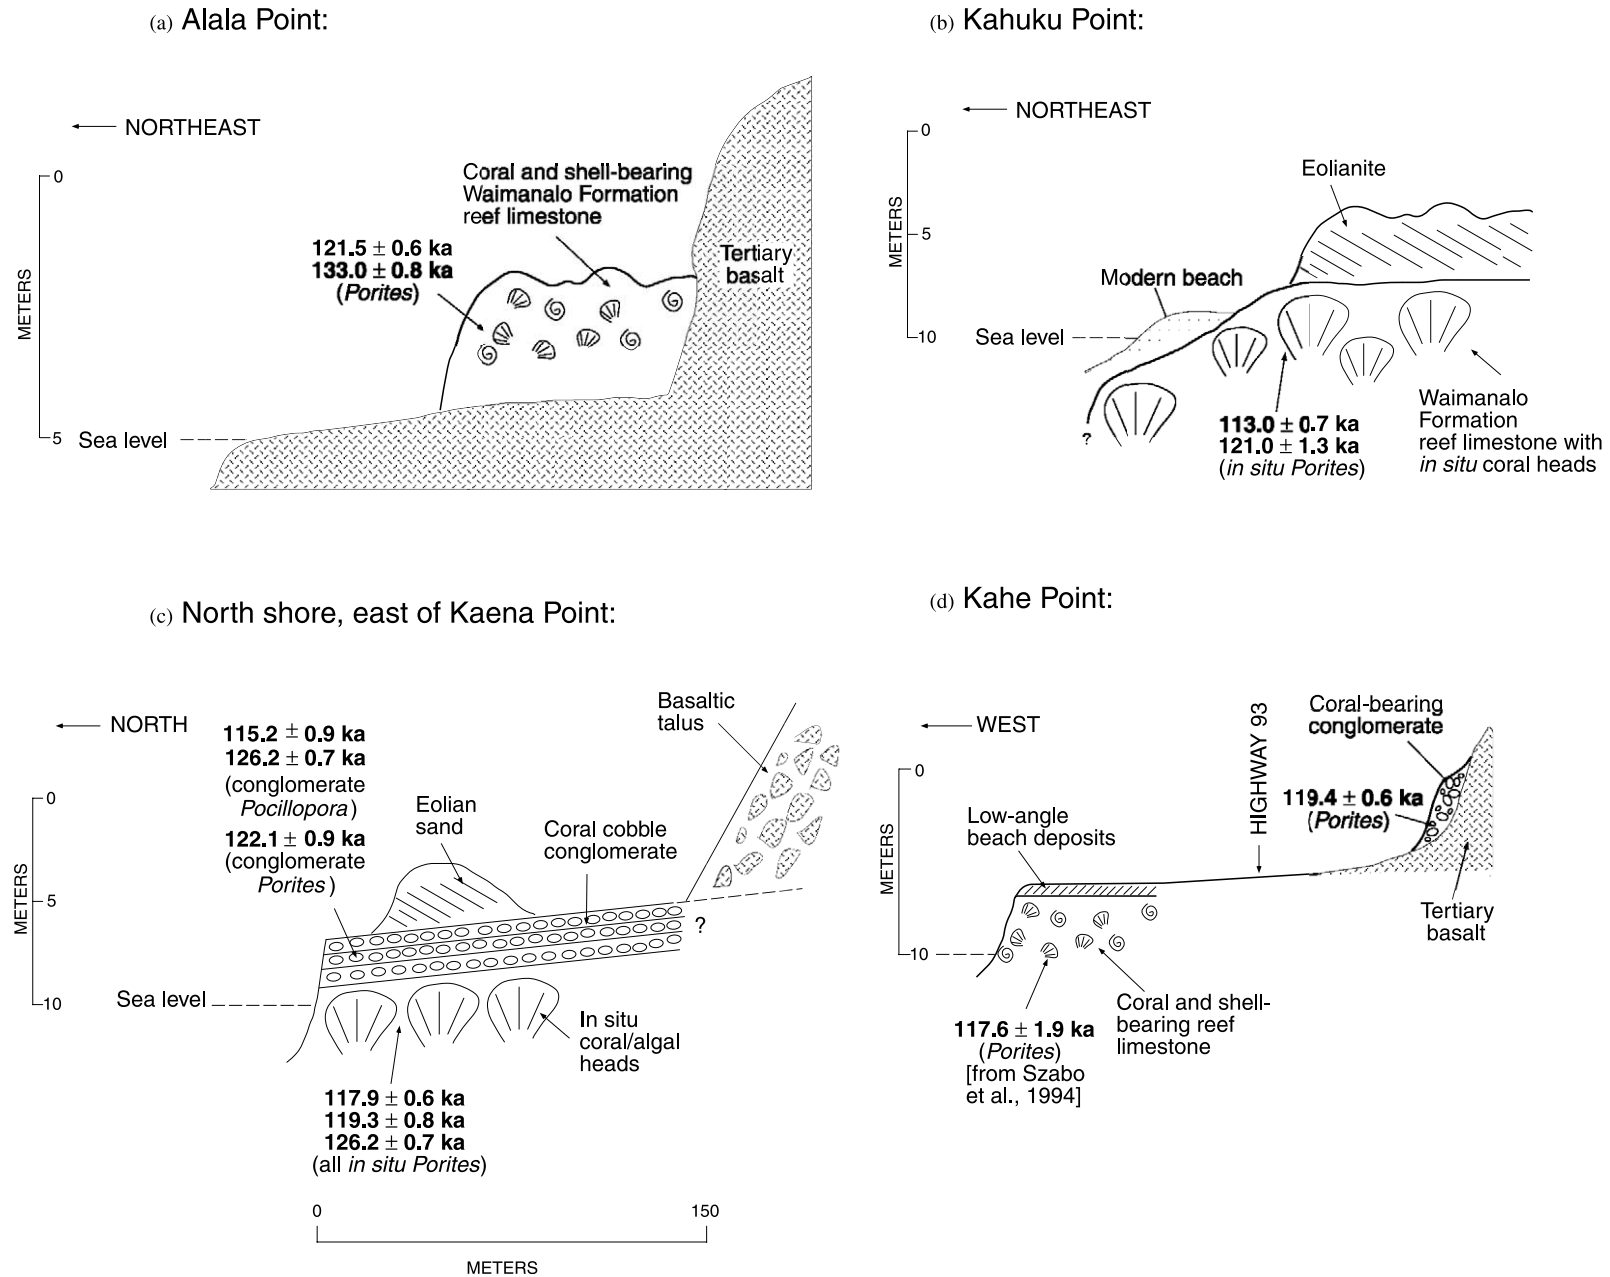 (a) Alala Point:
NORTHEAST
0
5
METERS
Coral and shell-bearing
Waimanalo Formation
reef limestone
121.5 ± 0.6 ka
133.0 ± 0.8 ka
(Porites)
Tertiary
basalt
Sea level
(b) Kahuku Point:
NORTHEAST
0
5
10
METERS
Eolianite
Modern beach
Sea level
113.0 ± 0.7 ka
121.0 ± 1.3 ka
(in situ Porites)
Waimanalo
Formation
reef limestone with
in situ coral heads
?
(c) North shore, east of Kaena Point:
NORTH
115.2 ± 0.9 ka
126.2 ± 0.7 ka
(conglomerate
Pocillopora)
122.1 ± 0.9 ka
(conglomerate
Porites)
0
5
10
METERS
Eolian
sand
Coral cobble
conglomerate
Basaltic
talus
?
Sea level
In situ
coral/algal
heads
117.9 ± 0.6 ka
119.3 ± 0.8 ka
126.2 ± 0.7 ka
(all in situ Porites)
0 150
METERS
(d) Kahe Point:
WEST
0
10
METERS
HIGHWAY 93
Coral-bearing
conglomerate
119.4 ± 0.6 ka
(Porites)
Low-angle
beach deposits
Tertiary
basalt
Coral and shell-
bearing reef
limestone
117.6 ± 1.9 ka
(Porites)
[from Szabo
et al., 1994]